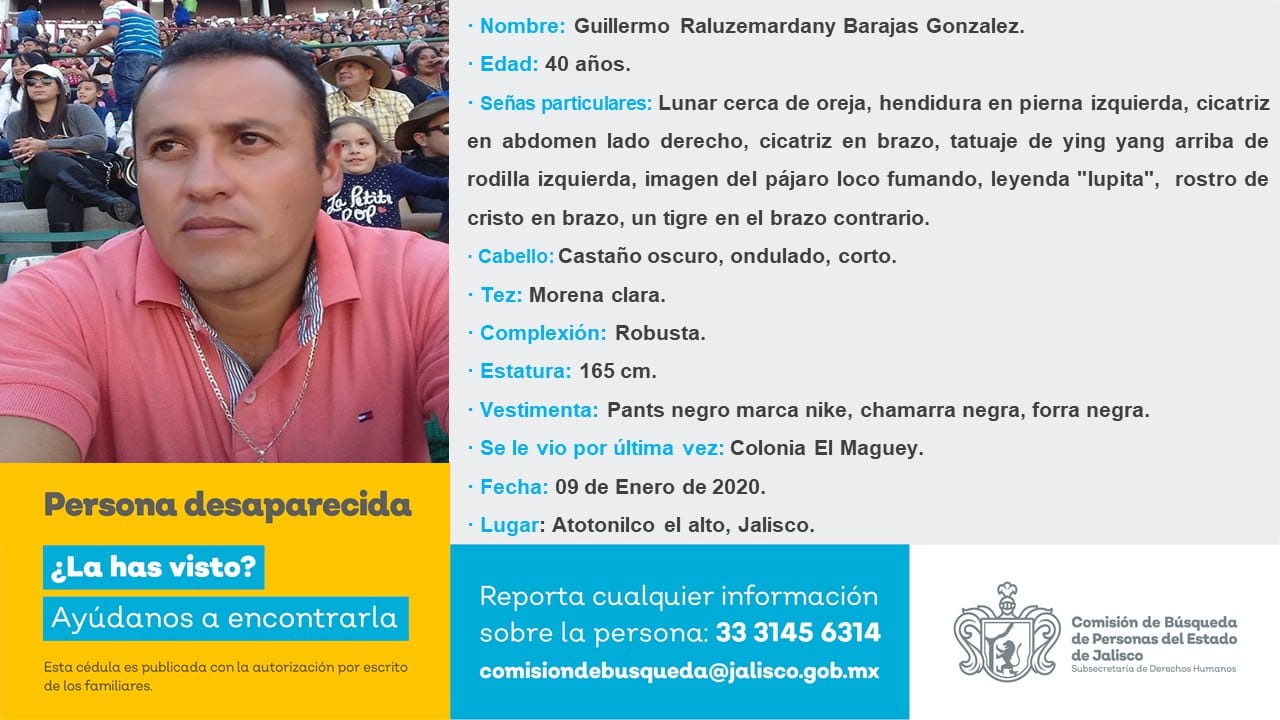 · Nombre: Guillermo Raluzemardany Barajas Gonzalez.
· Edad: 40 años.
· Señas particulares: Lunar cerca de oreja, hendidura en pierna izquierda, cicatriz
en abdomen lado derecho, cicatriz en brazo, tatuaje de ying yang arriba de
rodilla izquierda, imagen del pájaro loco fumando, leyenda "lupita", rostro de
cristo en brazo, un tigre en el brazo contrario.
· Cabello: Castaño oscuro, ondulado, corto.
· Tez: Morena clara.
· Complexión: Robusta.
· Estatura: 165 cm.
· Vestimenta: Pants negro marca nike, chamarra negra, forra negra.
· Se le vio por última vez: Colonia El Maguey.
· Fecha: 09 de Enero de 2020.
· Lugar: Atotonilco el alto, Jalisco.
La Petite
POP
Persona desaparecida
¿La has visto?
Ayúdanos a encontrarla
Esta cédula es publicada con la autorización por escrito
de los familiares.
Reporta cualquier información
sobre la persona: 33 3145 6314
comisiondebusqueda@jalisco.gob.mx
Comisión de Búsqueda
de Personas del Estado
de Jalisco
Subsecretaría de Derechos Humanos